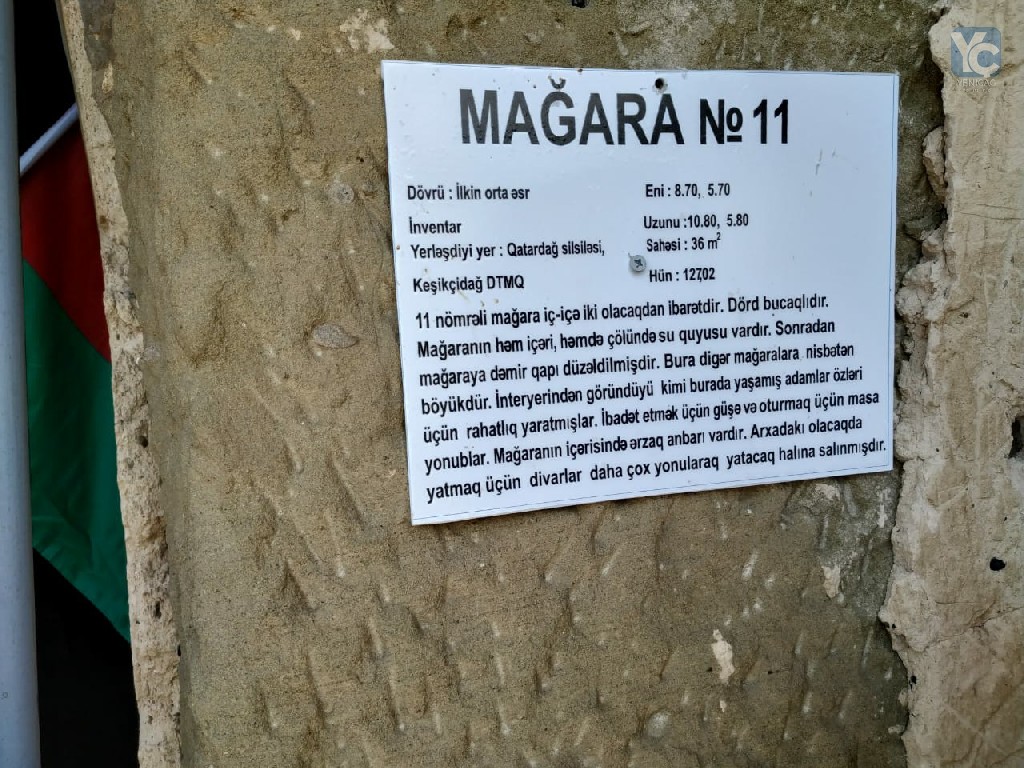 MAĞARA № 11
Dövrü : İlkin orta əsr
Eni : 8.70, 5.70
İnventar
Uzunu :10.80, 5.80
Yerləşdiyi yer : Qatardağ silsiləsi,
Sahəsi : 36 m²
Keşikçidağ DTMQ
Hün : 12702
11 nömrəli mağara iç-içə iki olacaqdan ibarətdir. Dörd bucaqlıdır.
Mağaranın həm içəri, həmdə çölündə su quyusu vardır. Sonradan
mağaraya dəmir qapı düzəldilmişdir. Bura digər mağaralara nisbətən
böyükdür. İnteryerindən göründüyü kimi burada yaşamış adamlar özləri
üçün rahatlıq yaratmışlar. İbadət etmək üçün güşə və oturmaq üçün masa
yonublar. Mağaranın içərisində ərzaq anbarı vardır. Arxadakı olacaqda
yatmaq üçün divarlar daha çox yonularaq yatacaq halına salınmışdır.
YÇ